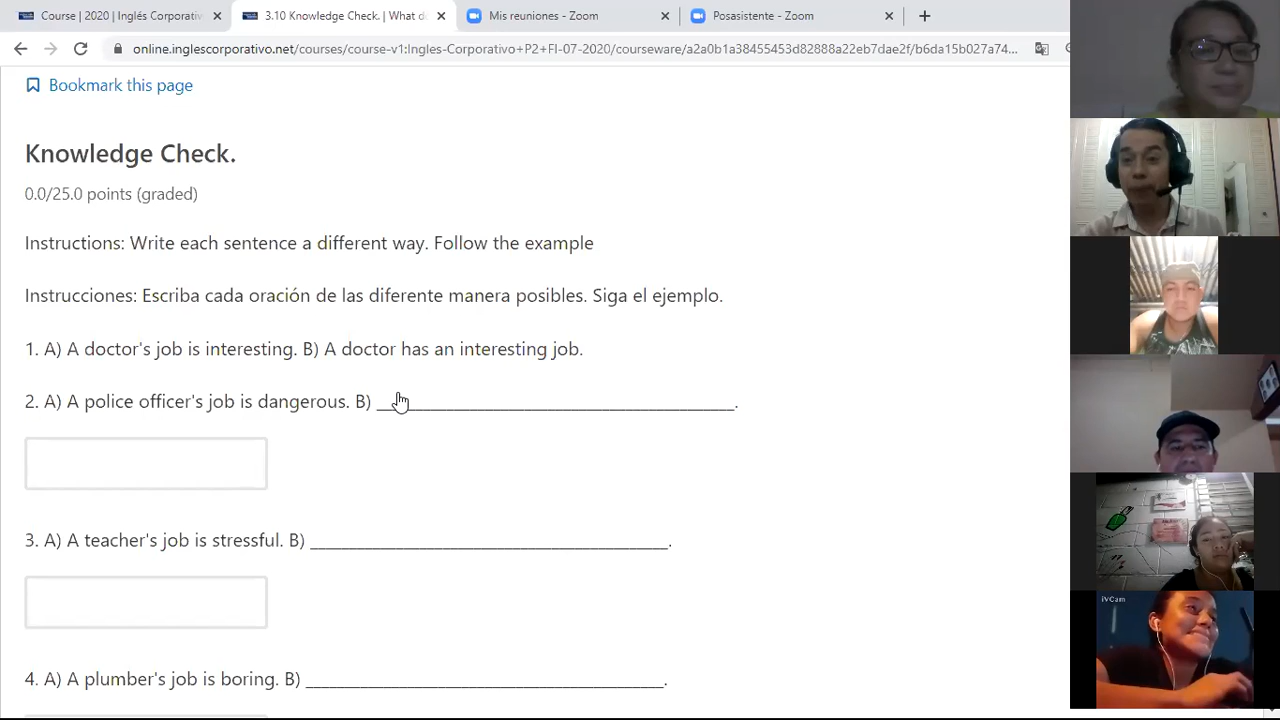 Course | 2020 | Inglés Corporativ
3.10 Knowledge Check. | What d
Mis reuniones - Zoom
Posasistente - Zoom
online.inglescorporativo.net/courses/course-v1:Ingles-Corporativo+P2+FI-07-2020/courseware/a2a0b1a38455453d82888a22eb7dae2f/b6da15b027a74...
Bookmark this page
Knowledge Check.
0.0/25.0 points (graded)
Instructions: Write each sentence a different way. Follow the example
Instrucciones: Escriba cada oración de las diferente manera posibles. Siga el ejemplo.
1. A) A doctor's job is interesting. B) A doctor has an interesting job.
2. A) A police officer's job is dangerous. B) ___________________________________.
3. A) A teacher's job is stressful. B) ___________________________________.
4. A) A plumber's job is boring. B) ___________________________________.
iVCam